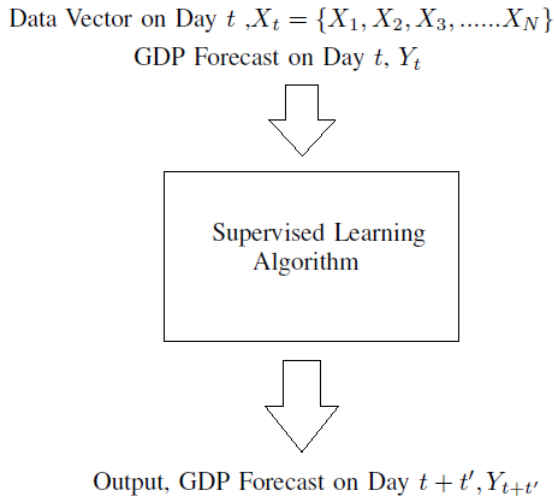 Data Vector on Day t ,X_t = {X_1, X_2, X_3, ......X_N}
GDP Forecast on Day t, Y_t
Supervised Learning
Algorithm
Output, GDP Forecast on Day t + t′, Y_{t+t′}